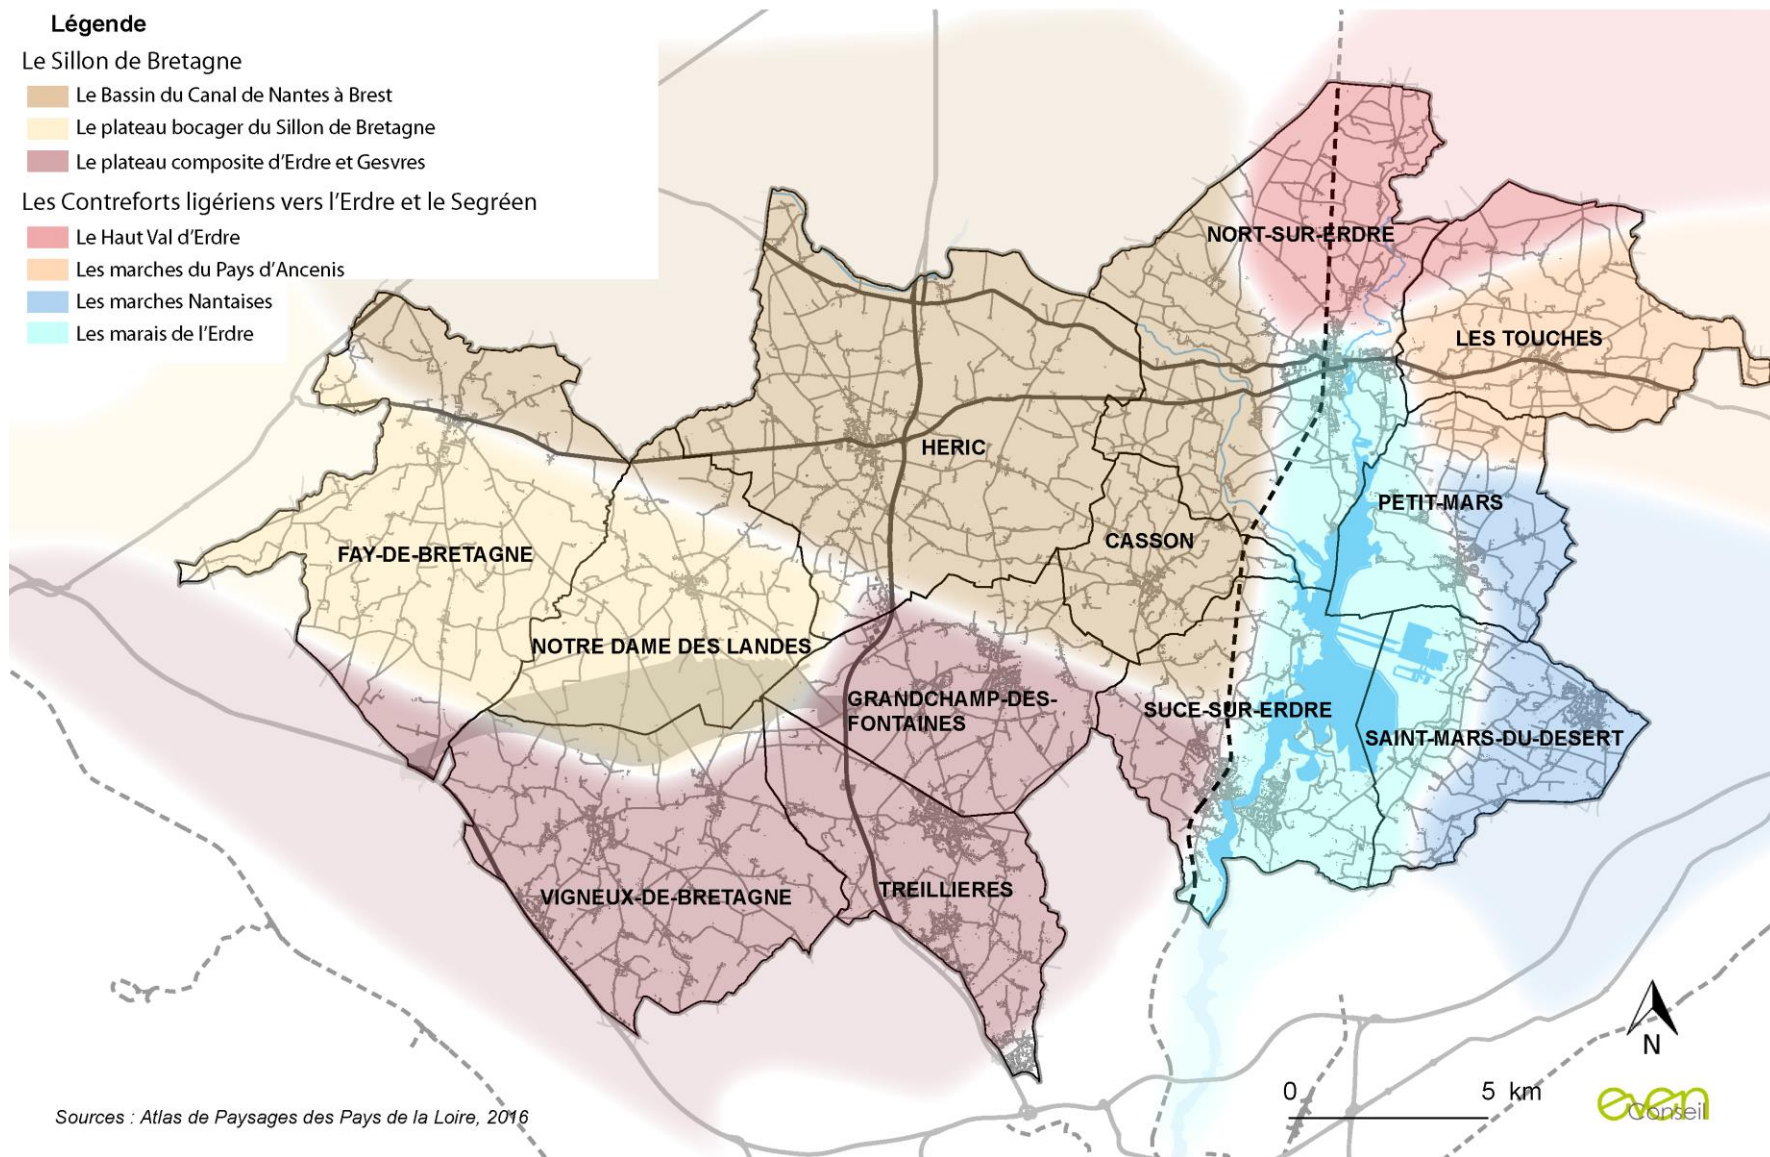 Légende
Le Sillon de Bretagne
Le Bassin du Canal de Nantes à Brest
Le plateau bocager du Sillon de Bretagne
Le plateau composite d'Erdre et Gesvres
Les Contreforts ligériens vers l'Erdre et le Segréen
Le Haut Val d'Erdre
Les marches du Pays d'Ancenis
Les marches Nantaises
Les marais de l'Erdre
NORT-SUR-ERDRE
LES TOUCHES
HERIC
PETIT-MARS
CASSON
FAY-DE-BRETAGNE
NOTRE DAME DES LANDES
GRANDCHAMP-DES-
FONTAINES
SUCE-SUR-ERDRE
SAINT-MARS-DU-DESERT
TREILLIERES
VIGNEUX-DE-BRETAGNE
N
0 5 km
Sources : Atlas de Paysages des Pays de la Loire, 2016
even
Conseil